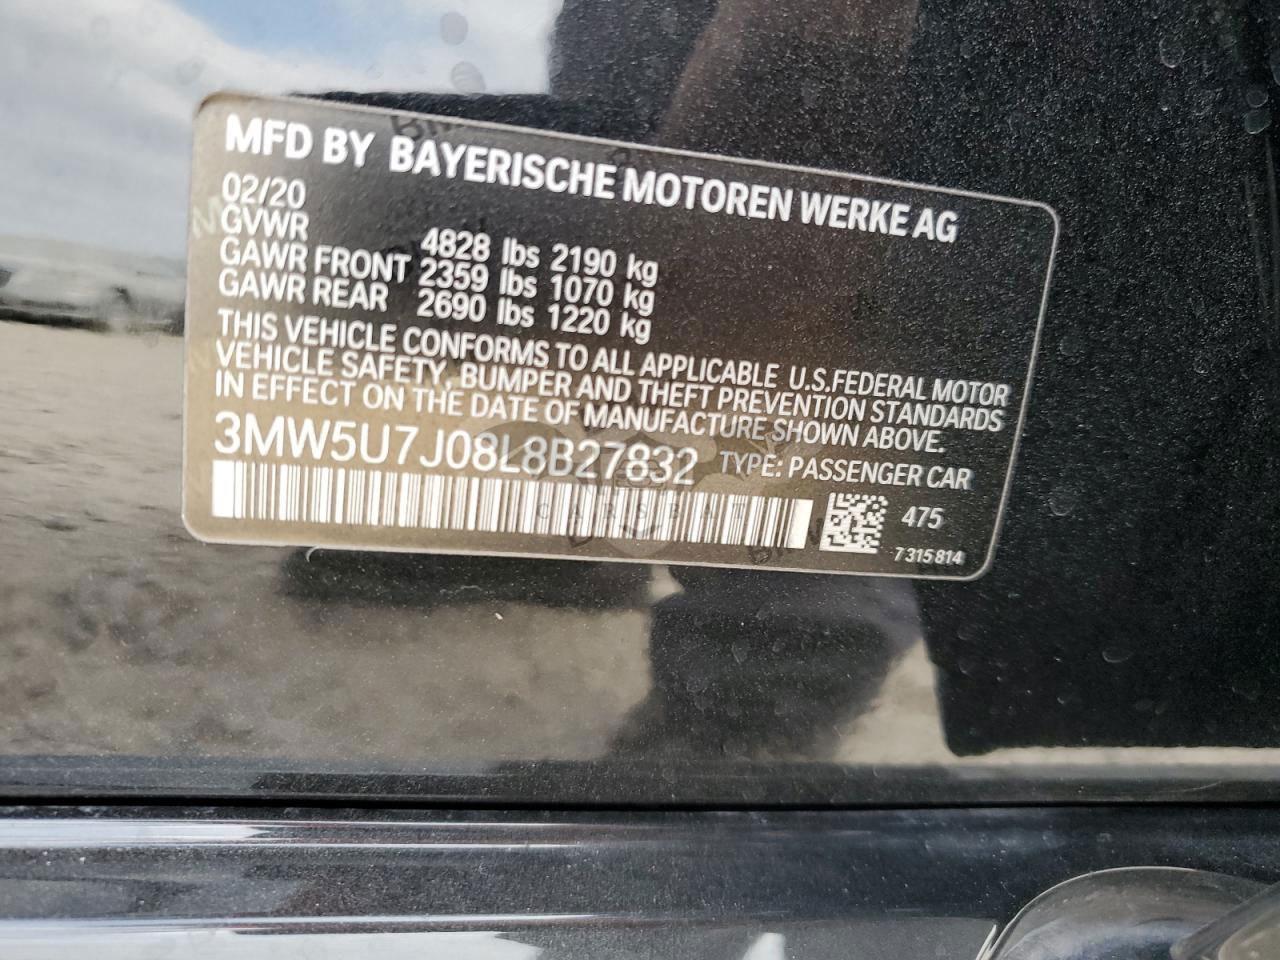 MFD BY BAYERISCHE MOTOREN WERKE AG
02/20
GVWR 4828 lbs 2190 kg
GAWR FRONT 2359 lbs 1070 kg
GAWR REAR 2690 lbs 1220 kg
THIS VEHICLE CONFORMS TO ALL APPLICABLE U.S.FEDERAL MOTOR
VEHICLE SAFETY, BUMPER AND THEFT PREVENTION STANDARDS
IN EFFECT ON THE DATE OF MANUFACTURE SHOWN ABOVE.
3MW5U7J08L8B27832 TYPE: PASSENGER CAR
475
7 315 814
CARSBAT